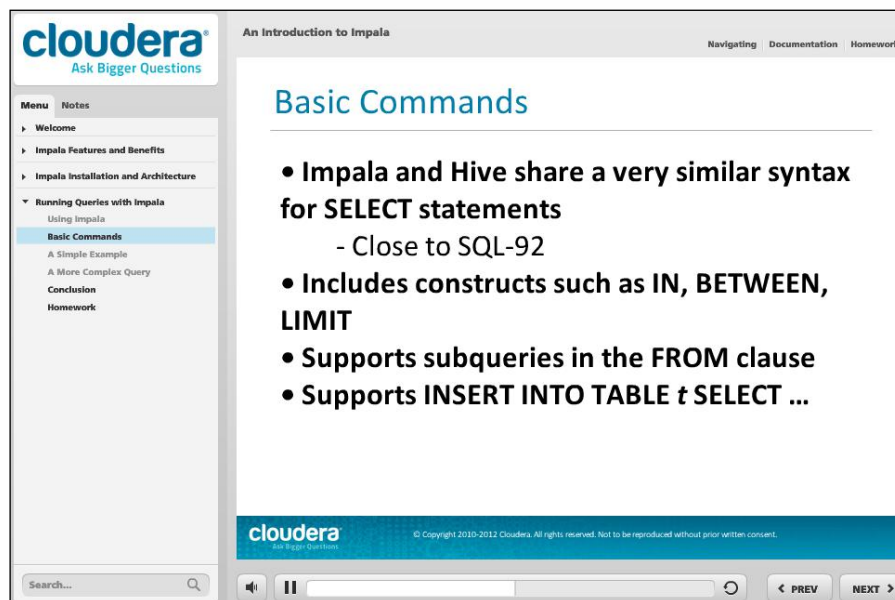 cloudera
Ask Bigger Questions
An Introduction to Impala
Navigating
Documentation
Homework
Menu
Notes
Welcome
Impala Features and Benefits
Impala Installation and Architecture
Running Queries with Impala
Using Impala
Basic Commands
A Simple Example
A More Complex Query
Conclusion
Homework
Search...
Basic Commands
• Impala and Hive share a very similar syntax
for SELECT statements
- Close to SQL-92
• Includes constructs such as IN, BETWEEN,
LIMIT
• Supports subqueries in the FROM clause
• Supports INSERT INTO TABLE t SELECT …
cloudera
Ask Bigger Questions
© Copyright 2010-2012 Cloudera. All rights reserved. Not to be reproduced without prior written consent.
< PREV
NEXT >